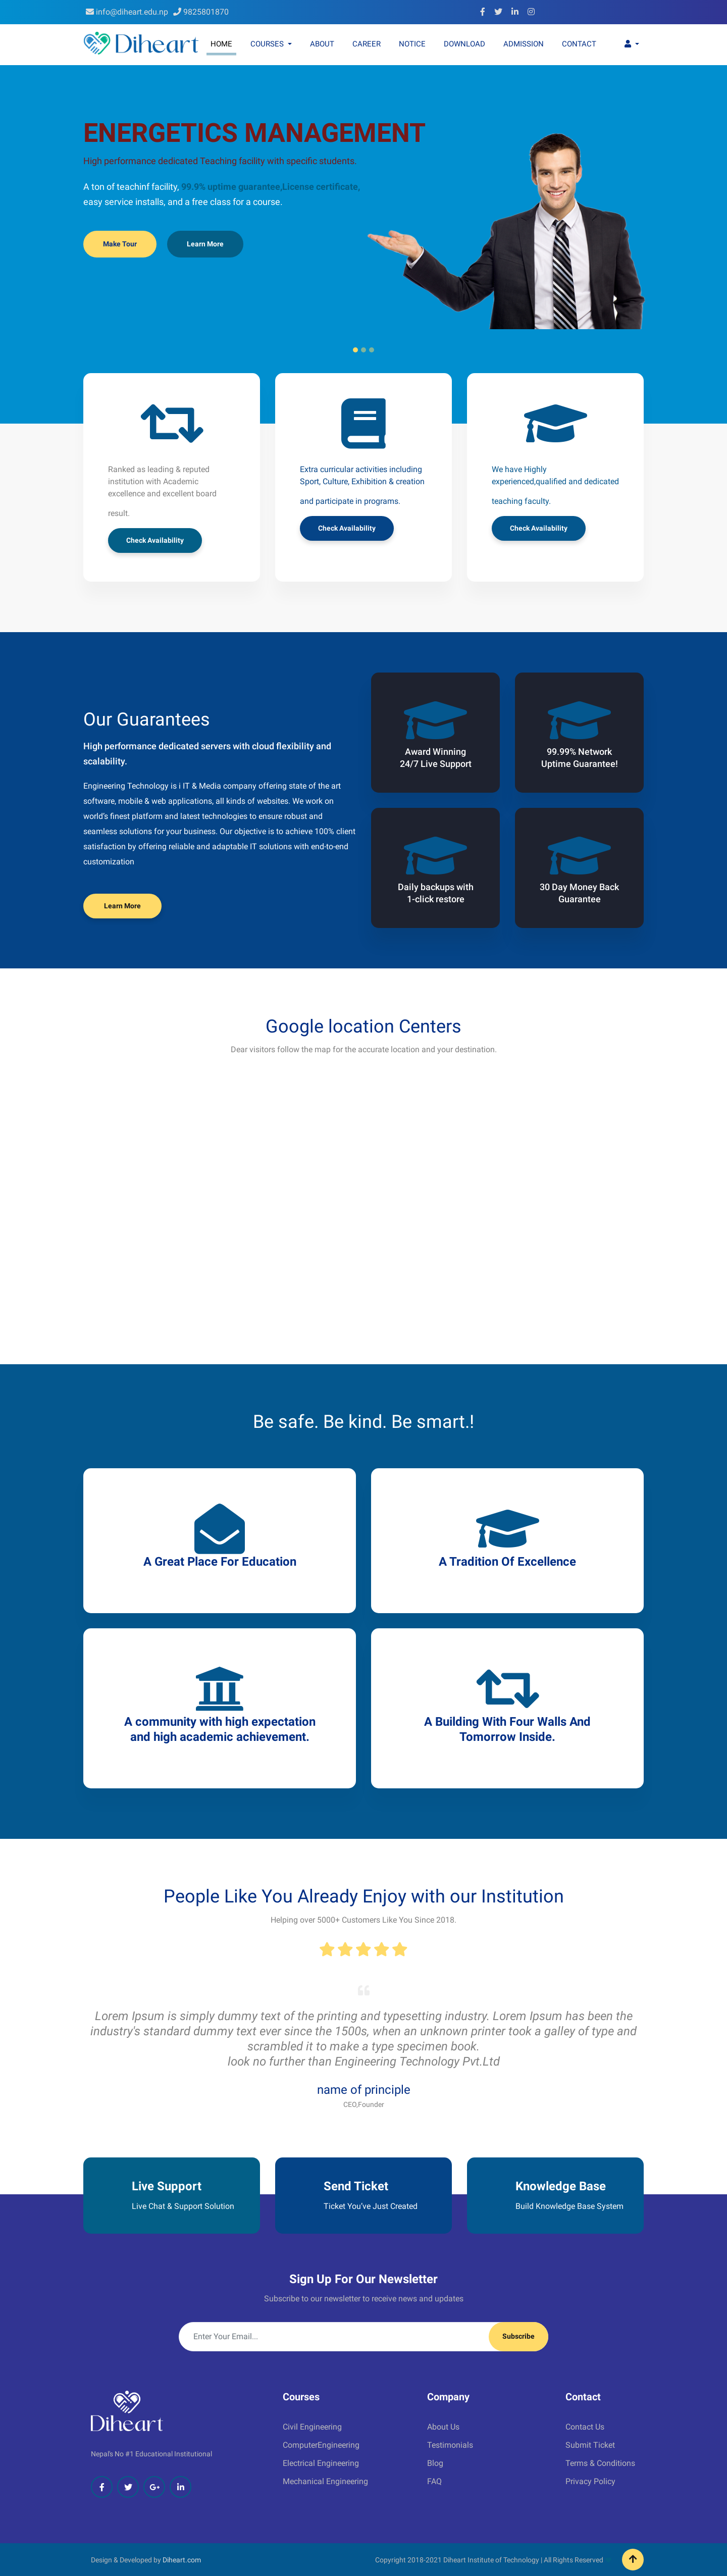 info@diheart.edu.np 9825801870
Diheart
HOME
COURSES
ABOUT
CAREER
NOTICE
DOWNLOAD
ADMISSION
CONTACT
ENERGETICS MANAGEMENT
High performance dedicated Teaching facility with specific students.
A ton of teachinf facility, 99.9% uptime guarantee,License certificate,
easy service installs, and a free class for a course.
Make Tour
Learn More
Ranked as leading & reputed
institution with Academic
excellence and excellent board
result.
Check Availability
Extra curricular activities including
Sport, Culture, Exhibition & creation
and participate in programs.
Check Availability
We have Highly
experienced,qualified and dedicated
teaching faculty.
Check Availability
Our Guarantees
High performance dedicated servers with cloud flexibility and
scalability.
Engineering Technology is i IT & Media company offering state of the art
software, mobile & web applications, all kinds of websites. We work on
world's finest platform and latest technologies to ensure robust and
seamless solutions for your business. Our objective is to achieve 100% client
satisfaction by offering reliable and adaptable IT solutions with end-to-end
customization
Learn More
Award Winning
24/7 Live Support
99.99% Network
Uptime Guarantee!
Daily backups with
1-click restore
30 Day Money Back
Guarantee
Google location Centers
Dear visitors follow the map for the accurate location and your destination.
Be safe. Be kind. Be smart.!
A Great Place For Education
A Tradition Of Excellence
A community with high expectation
and high academic achievement.
A Building With Four Walls And
Tomorrow Inside.
People Like You Already Enjoy with our Institution
Helping over 5000+ Customers Like You Since 2018.
Lorem Ipsum is simply dummy text of the printing and typesetting industry. Lorem Ipsum has been the
industry's standard dummy text ever since the 1500s, when an unknown printer took a galley of type and
scrambled it to make a type specimen book.
look no further than Engineering Technology Pvt.Ltd
name of principle
CEO,Founder
Live Support
Live Chat & Support Solution
Send Ticket
Ticket You've Just Created
Knowledge Base
Build Knowledge Base System
Sign Up For Our Newsletter
Subscribe to our newsletter to receive news and updates
Enter Your Email...
Subscribe
Diheart
Nepal's No #1 Educational Institutional
Courses
Civil Engineering
ComputerEngineering
Electrical Engineering
Mechanical Engineering
Company
About Us
Testimonials
Blog
FAQ
Contact
Contact Us
Submit Ticket
Terms & Conditions
Privacy Policy
Design & Developed by Diheart.com
Copyright 2018-2021 Diheart Institute of Technology | All Rights Reserved